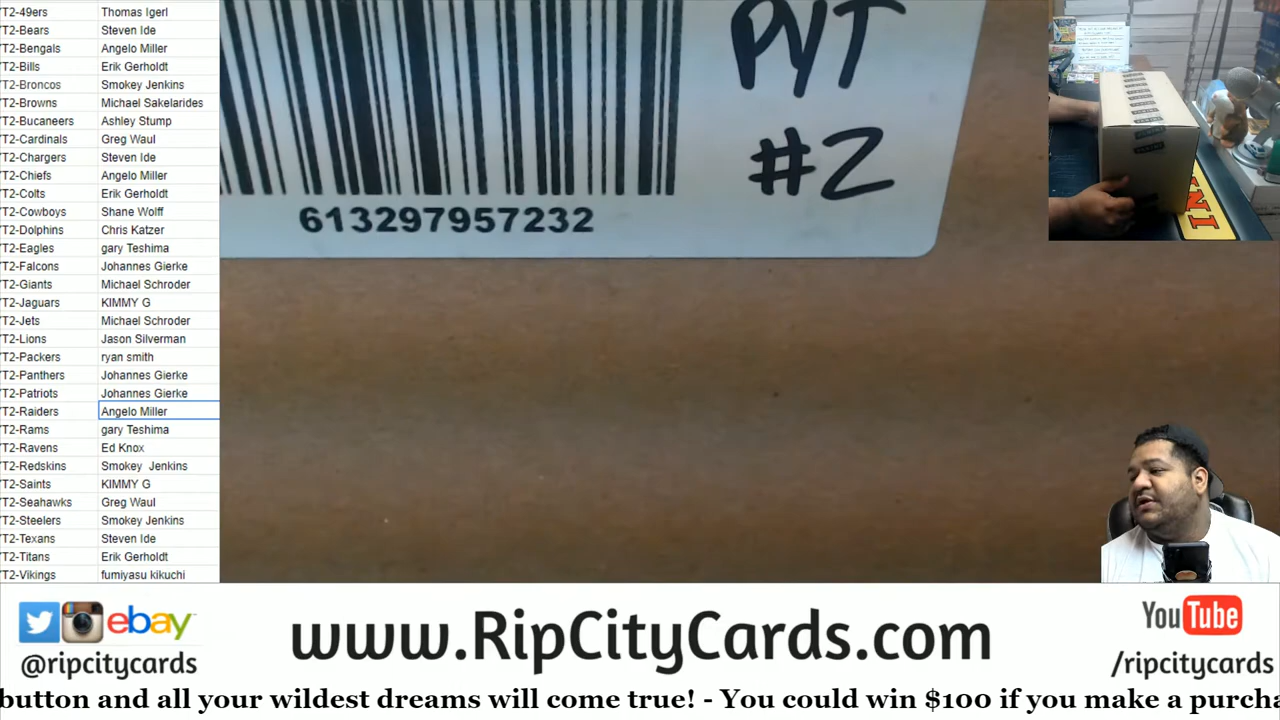 T2-49ers Thomas Igerl
T2-Bears Steven Ide
T2-Bengals Angelo Miller
T2-Bills Erik Gerholdt
T2-Broncos Smokey Jenkins
T2-Browns Michael Sakelarides
T2-Bucaneers Ashley Stump
T2-Cardinals Greg Waul
T2-Chargers Steven Ide
T2-Chiefs Angelo Miller
T2-Colts Erik Gerholdt
T2-Cowboys Shane Wolff
T2-Dolphins Chris Katzer
T2-Eagles gary Teshima
T2-Falcons Johannes Gierke
T2-Giants Michael Schroder
T2-Jaguars KIMMY G
T2-Jets Michael Schroder
T2-Lions Jason Silverman
T2-Packers ryan smith
T2-Panthers Johannes Gierke
T2-Patriots Johannes Gierke
T2-Raiders Angelo Miller
T2-Rams gary Teshima
T2-Ravens Ed Knox
T2-Redskins Smokey Jenkins
T2-Saints KIMMY G
T2-Seahawks Greg Waul
T2-Steelers Smokey Jenkins
T2-Texans Steven Ide
T2-Titans Erik Gerholdt
T2-Vikings fumiyasu kikuchi
PYT
#2
613297957232
ebay
@ripcitycards
www.RipCityCards.com
YouTube
/ripcitycards
button and all your wildest dreams will come true! - You could win $100 if you make a purcha